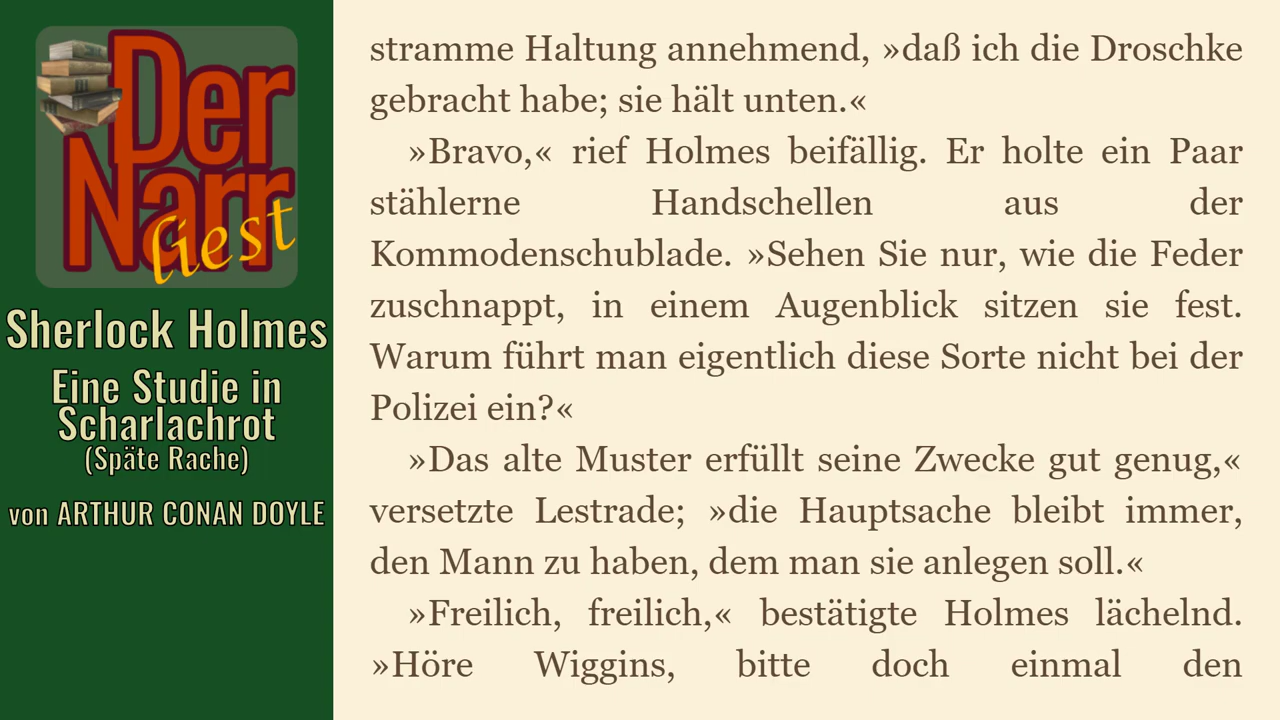 Der
Narr
liest
Sherlock Holmes
Eine Studie in
Scharlachrot
(Späte Rache)
von ARTHUR CONAN DOYLE
stramme Haltung annehmend, »daß ich die Droschke
gebracht habe; sie hält unten.«
»Bravo,« rief Holmes beifällig. Er holte ein Paar
stählerne Handschellen aus der
Kommodenschublade. »Sehen Sie nur, wie die Feder
zuschnappt, in einem Augenblick sitzen sie fest.
Warum führt man eigentlich diese Sorte nicht bei der
Polizei ein?«
»Das alte Muster erfüllt seine Zwecke gut genug,«
versetzte Lestrade; »die Hauptsache bleibt immer,
den Mann zu haben, dem man sie anlegen soll.«
»Freilich, freilich,« bestätigte Holmes lächelnd.
»Höre Wiggins, bitte doch einmal den